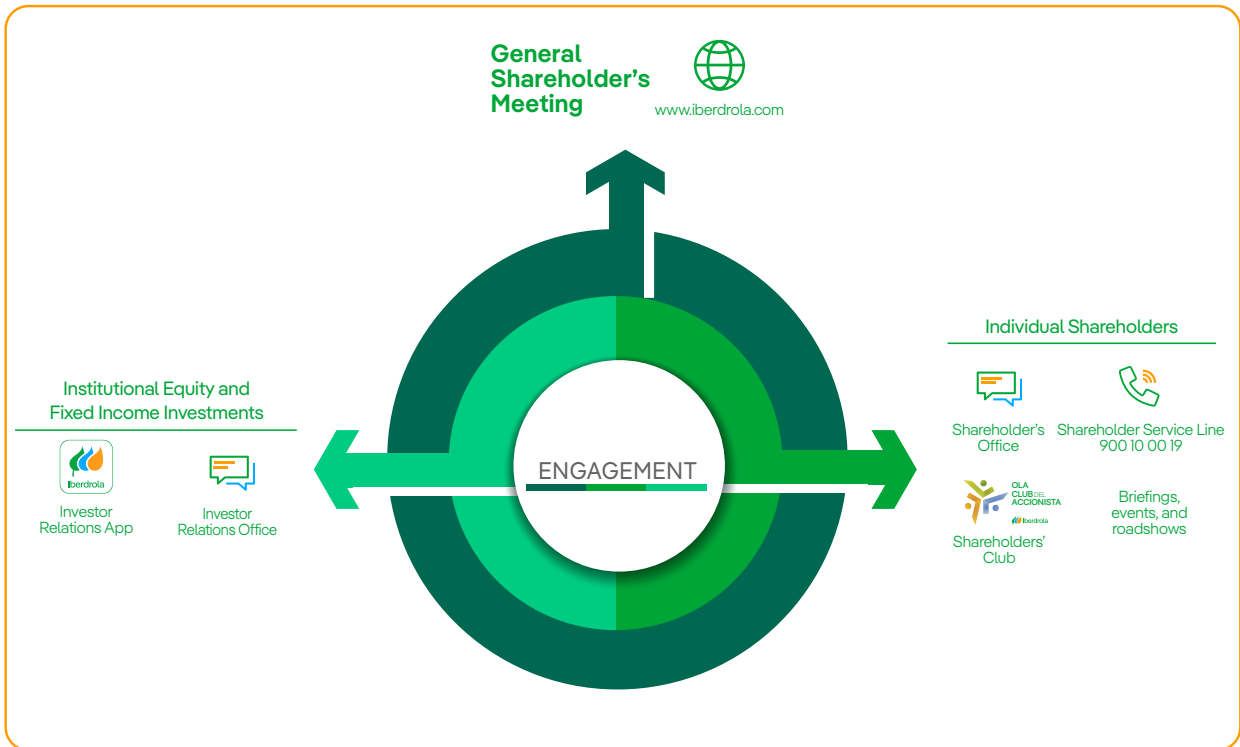 General
Shareholder's
Meeting
www.iberdrola.com
Institutional Equity and
Fixed Income Investments
Iberdrola
Investor
Relations App
Investor
Relations Office
ENGAGEMENT
Individual Shareholders
Shareholder's
Office
Shareholder Service Line
900 10 00 19
OLA
CLUB DEL
ACCIONISTA
Iberdrola
Shareholders'
Club
Briefings,
events, and
roadshows